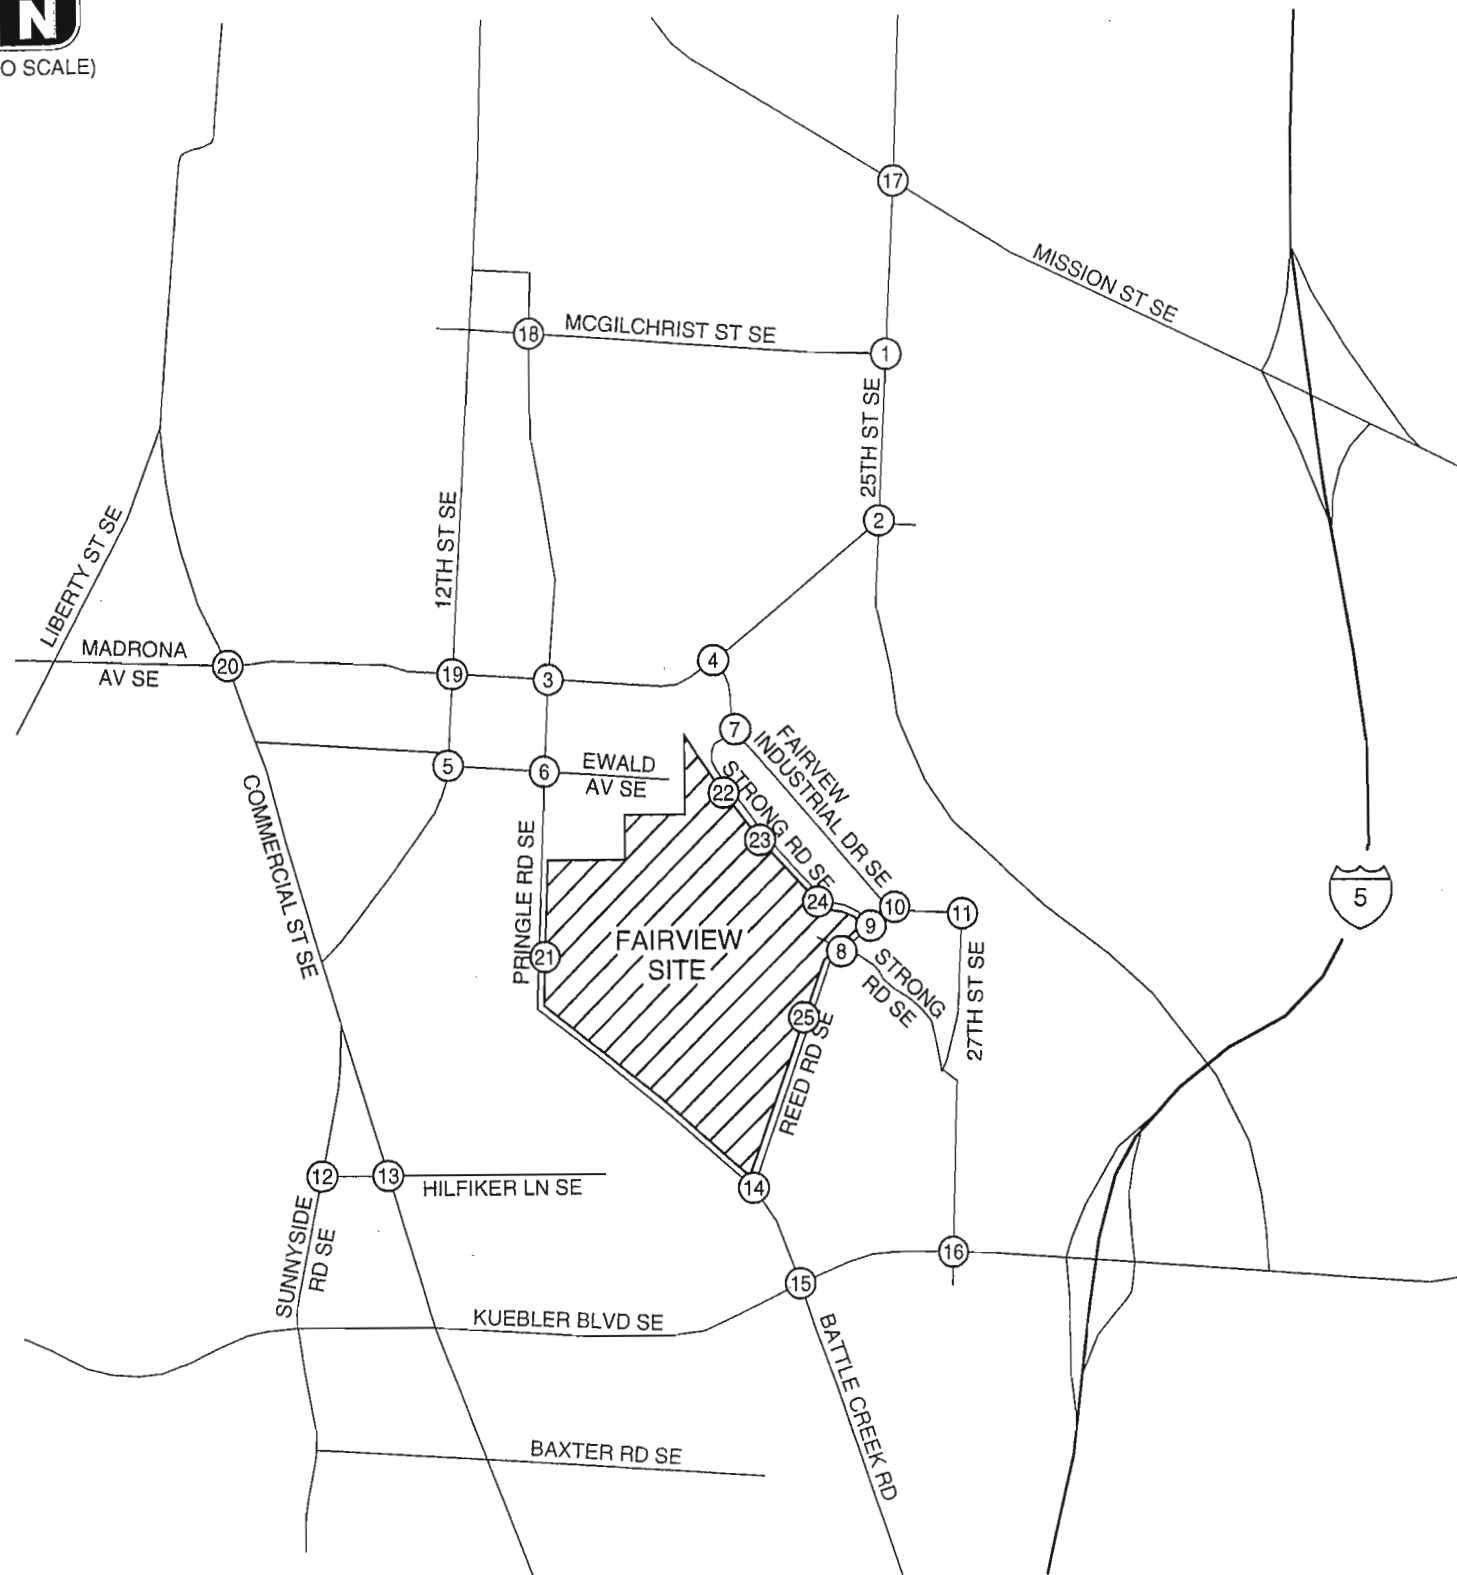 N
O SCALE)
17
MISSION ST SE
18
MCGILCHRIST ST SE
1
25TH ST SE
2
12TH ST SE
LIBERTY ST SE
MADRONA
AV SE
20
19
3
4
7
FAIRVIEW
INDUSTRIAL DR SE
5
6
EWALD
AV SE
22
STRONG RD SE
23
COMMERCIAL ST SE
PRINGLE RD SE
5
24
10
11
9
8
21
FAIRVIEW
SITE
STRONG
RD SE
27TH ST SE
25
REED RD SE
12
13
HILFIKER LN SE
14
SUNNYSIDE
RD SE
16
15
KUEBLER BLVD SE
BATTLE CREEK RD
BAXTER RD SE